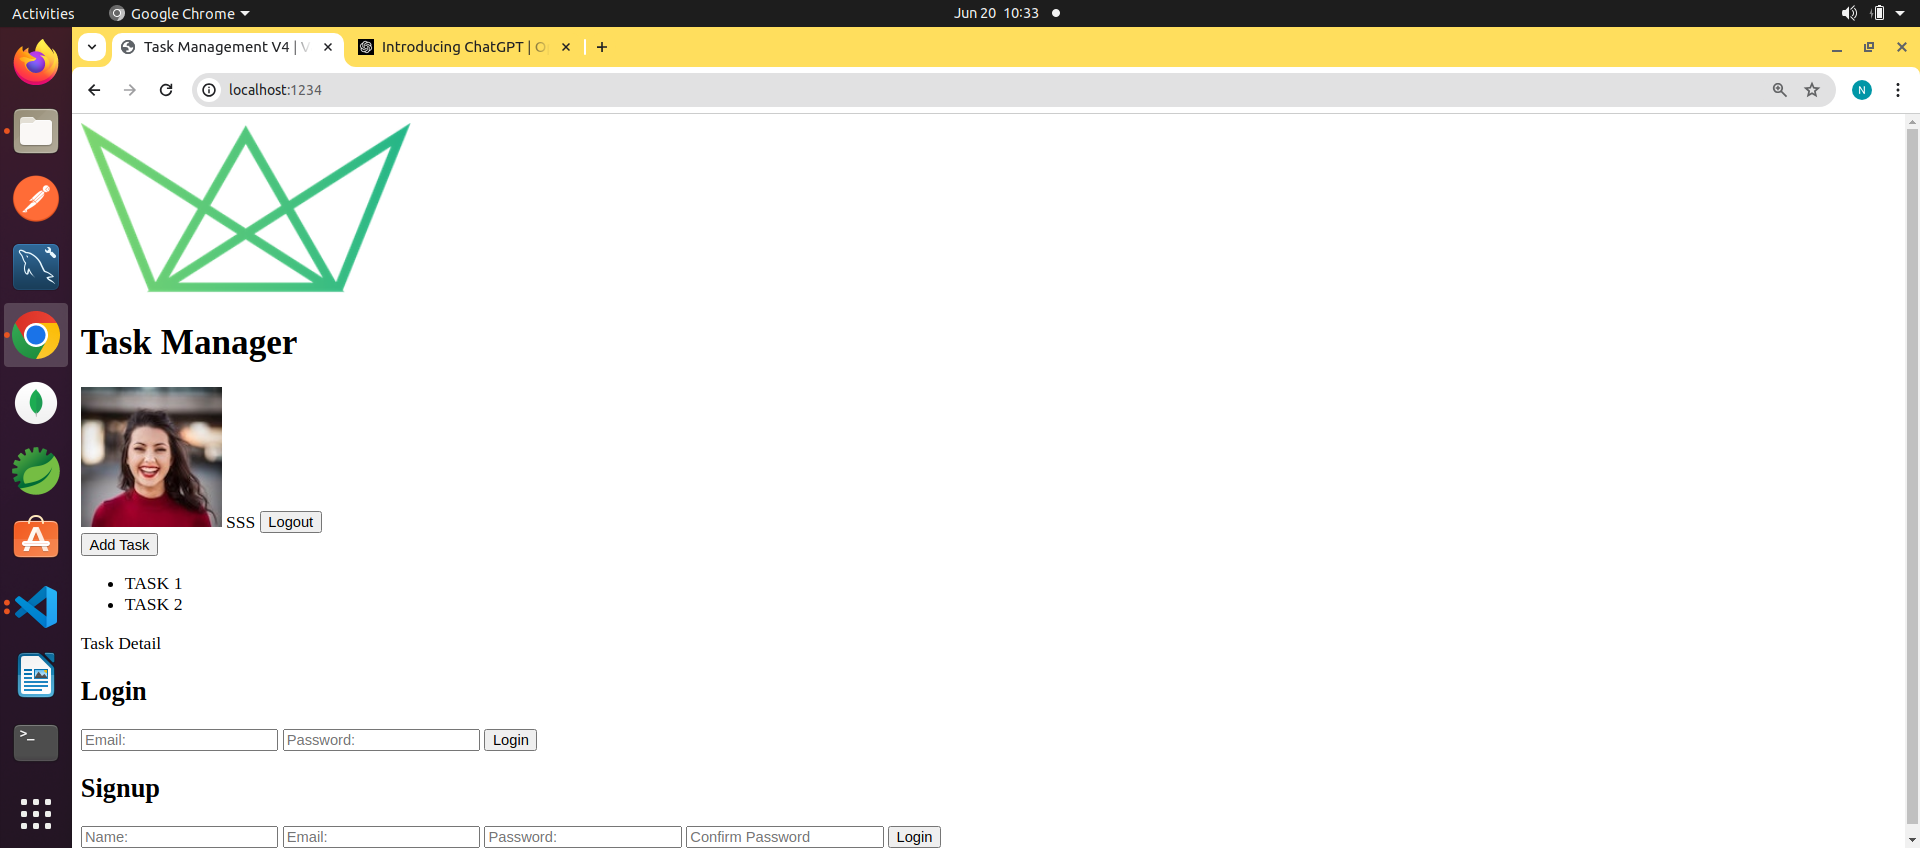 Activities Google Chrome Jun 20 10:33
Task Management V4 | V Introducing ChatGPT | O
localhost:1234 N
Task Manager
SSS Logout
Add Task
TASK 1
TASK 2
Task Detail
Login
Email: Password: Login
Signup
Name: Email: Password: Confirm Password Login